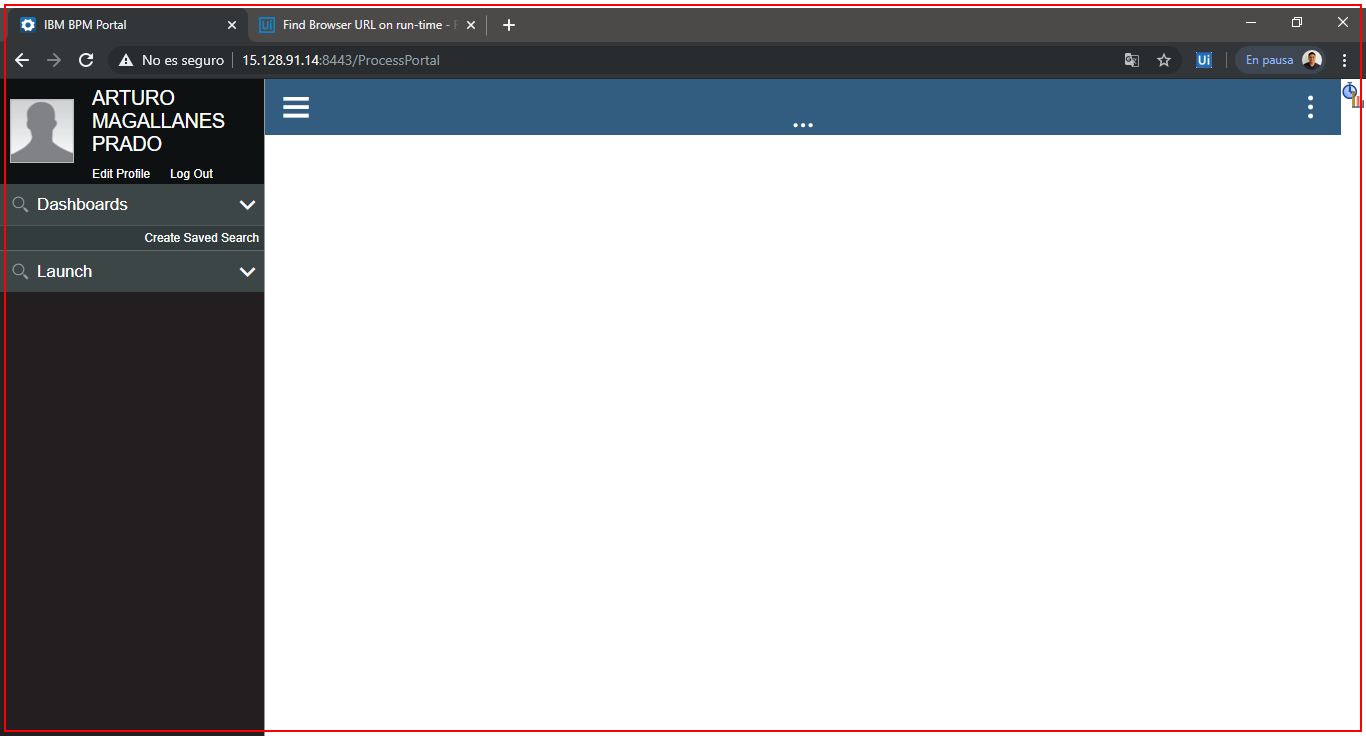 IBM BPM Portal
Find Browser URL on run-time -
No es seguro 15.128.91.14:8443/ProcessPortal
Ui
En pausa
ARTURO
MAGALLANES
PRADO
Edit Profile Log Out
Dashboards
Create Saved Search
Launch